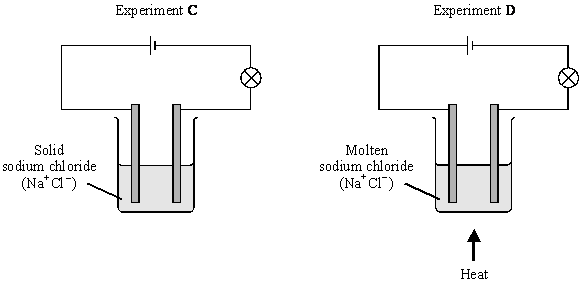 Experiment C
Experiment D
Solid
sodium chloride
(Na⁺Cl⁻)
Molten
sodium chloride
(Na⁺Cl⁻)
Heat